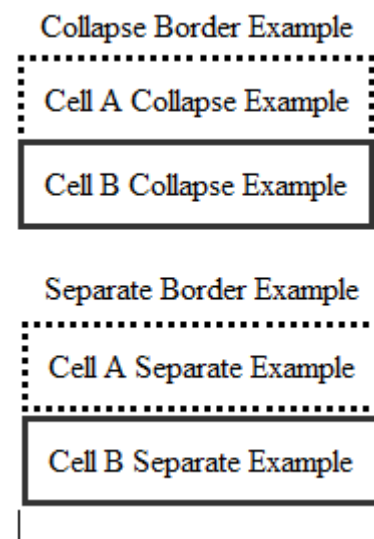 Collapse Border Example
Cell A Collapse Example
Cell B Collapse Example
Separate Border Example
Cell A Separate Example
Cell B Separate Example